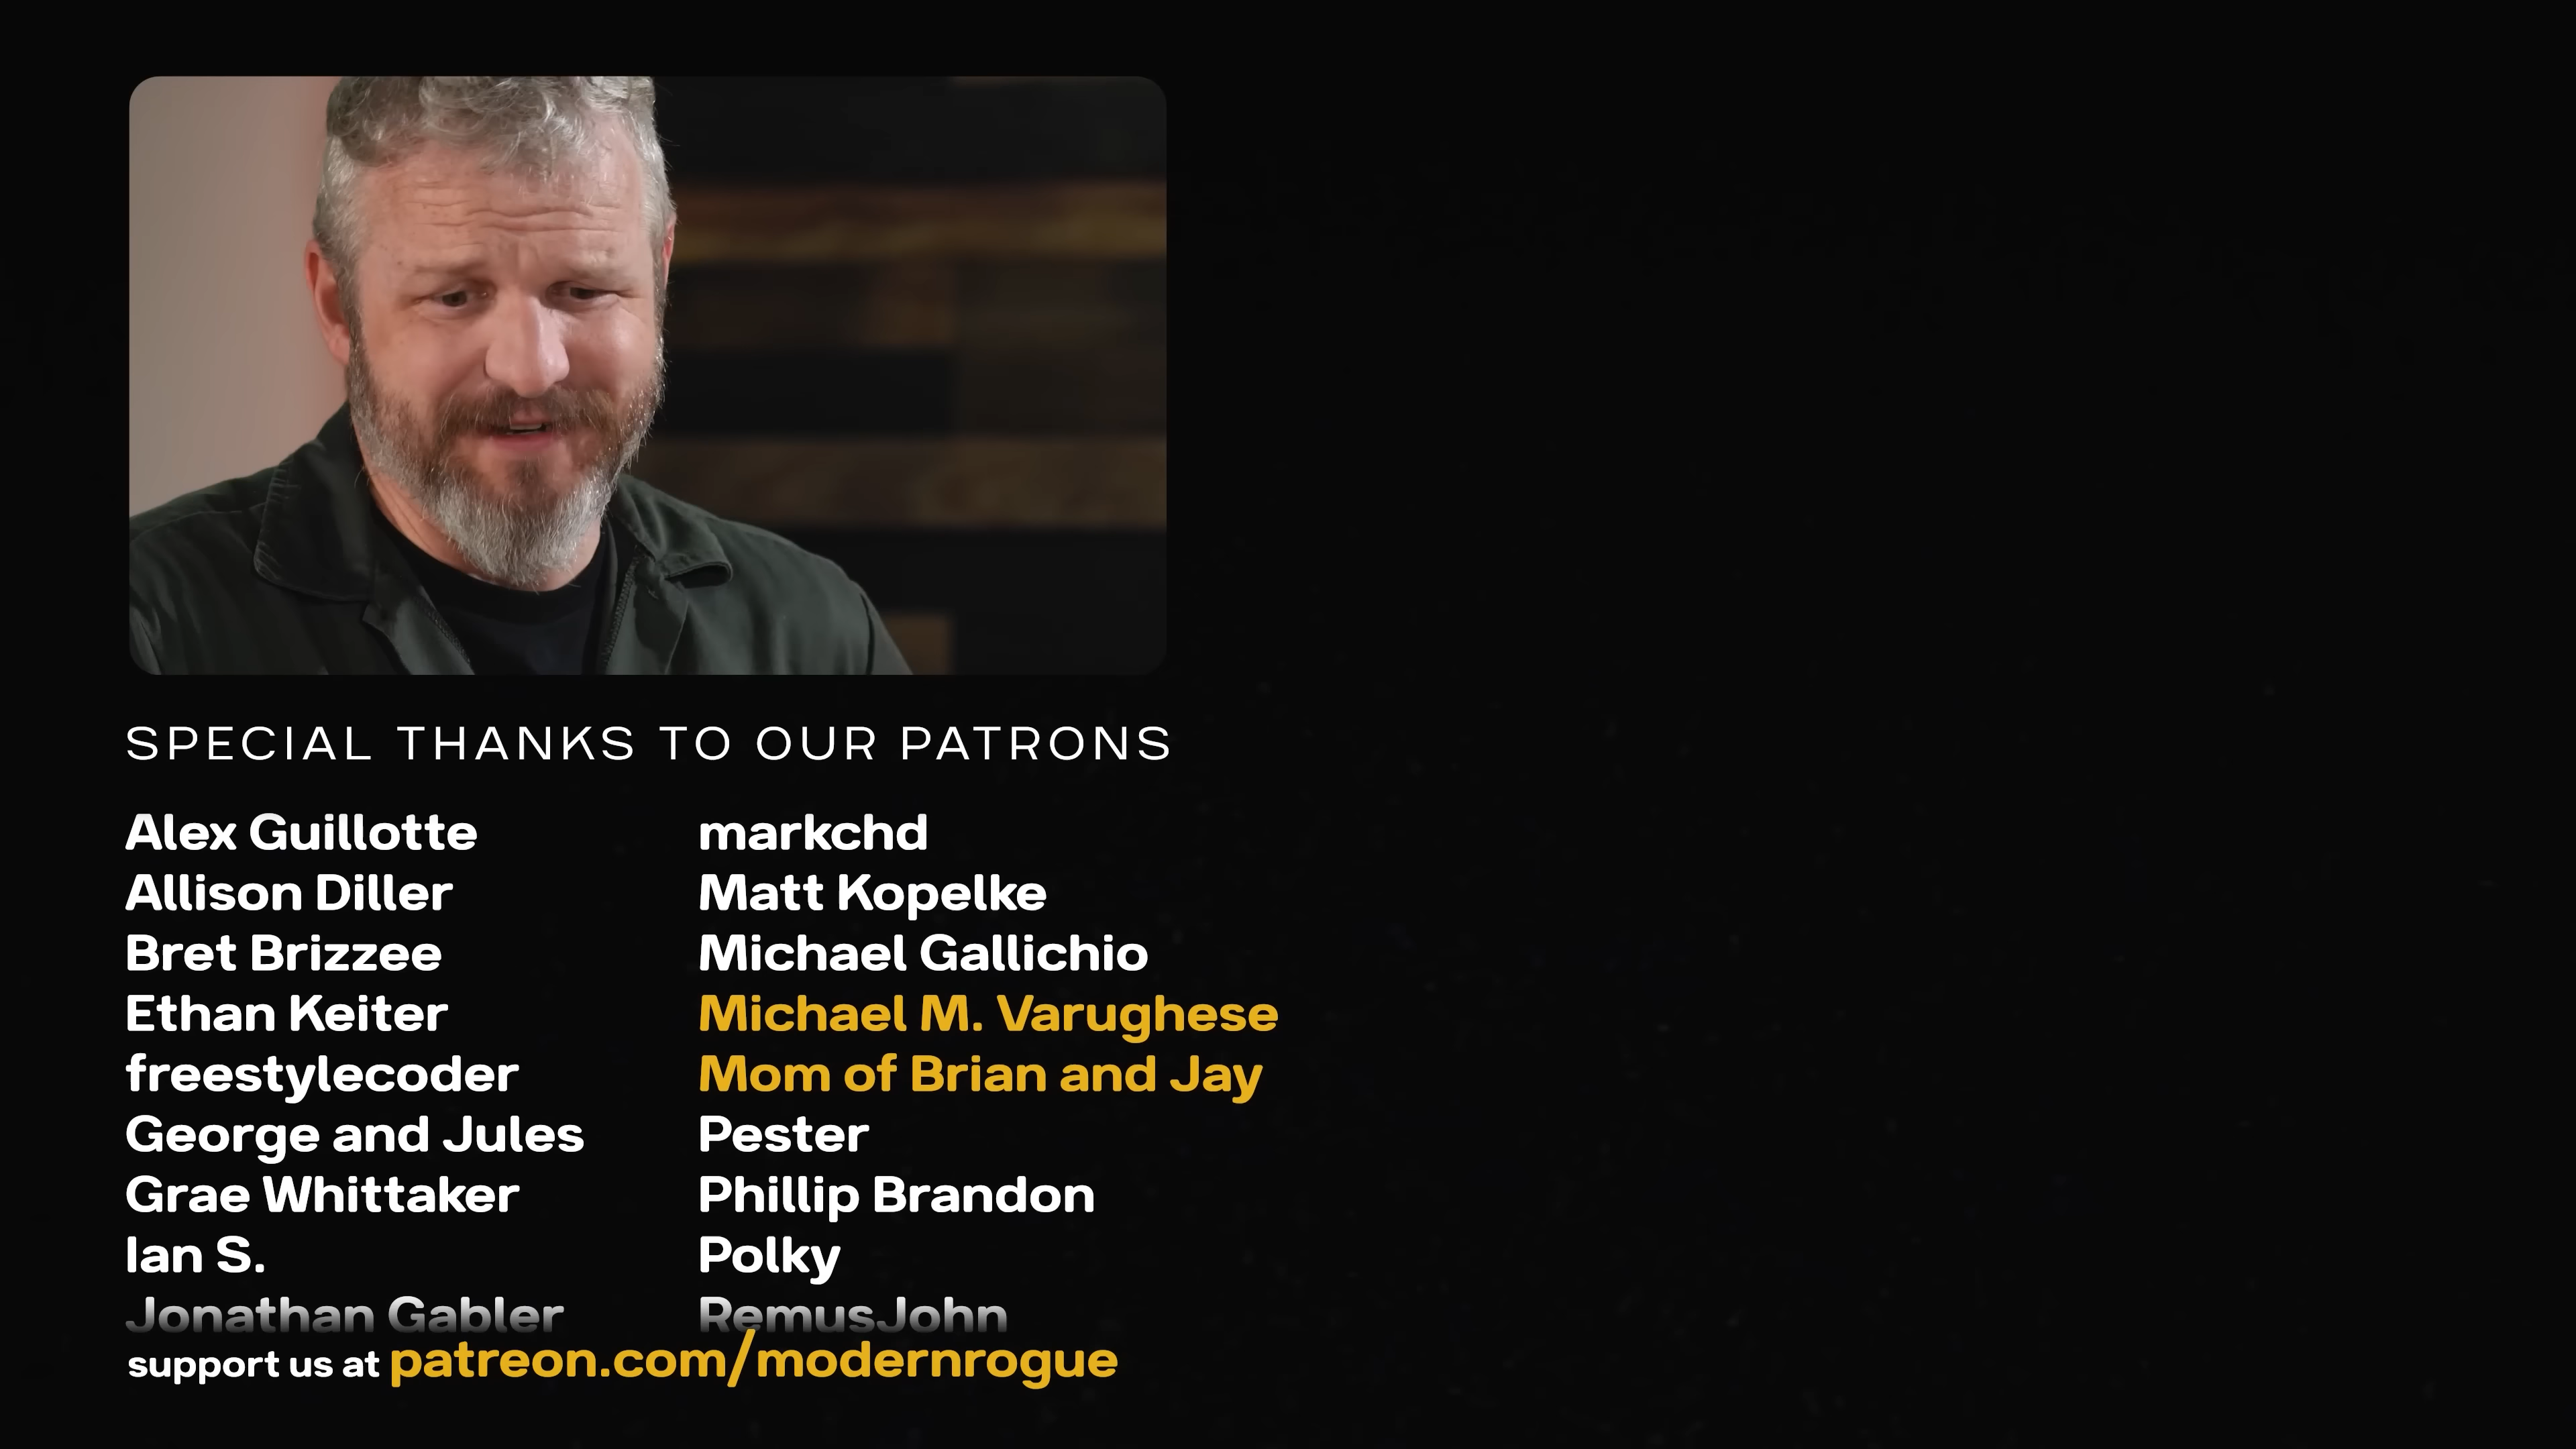 SPECIAL THANKS TO OUR PATRONS
Alex Guillotte
Allison Diller
Bret Brizzee
Ethan Keiter
freestylecoder
George and Jules
Grae Whittaker
Ian S.
Jonathan Gabler
markchd
Matt Kopelke
Michael Gallichio
Michael M. Varughese
Mom of Brian and Jay
Pester
Phillip Brandon
Polky
RemusJohn
support us at patreon.com/modernrogue